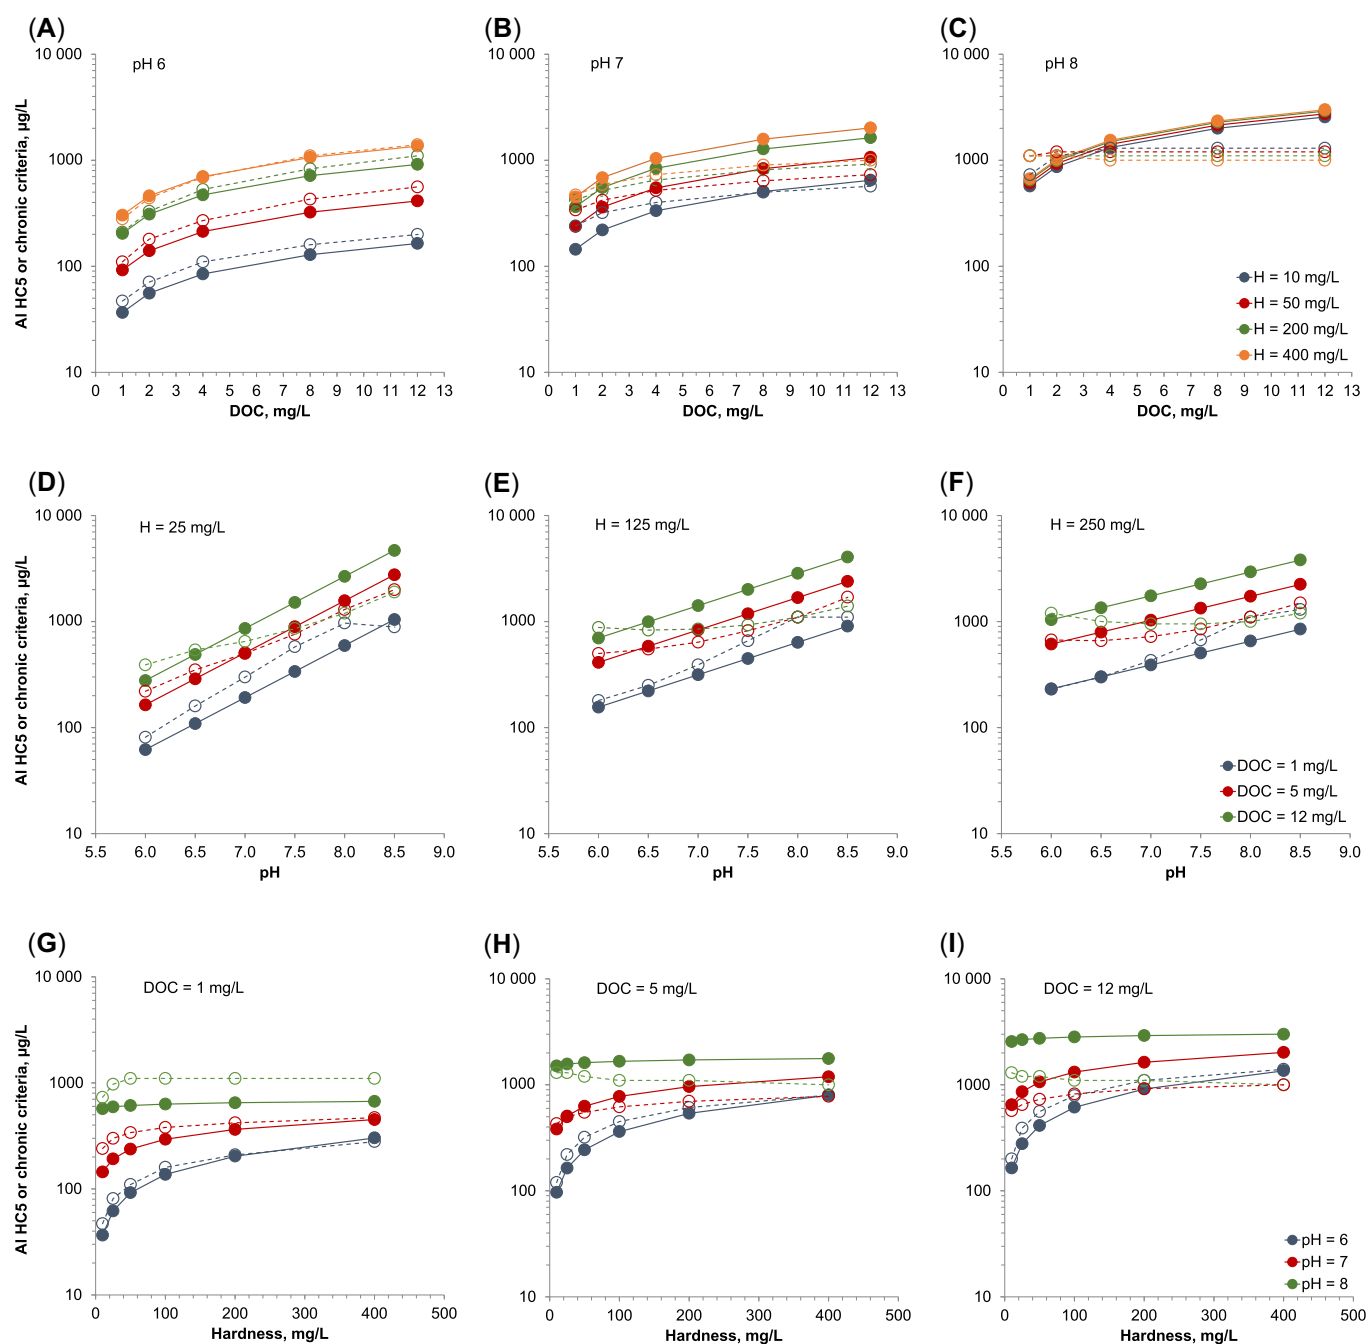 (A)
(B)
(C)
10 000
1000
100
10
pH 6
Al HC5 or chronic criteria, µg/L
0 1 2 3 4 5 6 7 8 9 10 11 12 13
DOC, mg/L
10 000
1000
100
10
pH 7
0 1 2 3 4 5 6 7 8 9 10 11 12 13
DOC, mg/L
10 000
1000
100
10
pH 8
H = 10 mg/L
H = 50 mg/L
H = 200 mg/L
H = 400 mg/L
0 1 2 3 4 5 6 7 8 9 10 11 12 13
DOC, mg/L
(D)
(E)
(F)
10 000
1000
100
10
H = 25 mg/L
Al HC5 or chronic criteria, µg/L
5.5 6.0 6.5 7.0 7.5 8.0 8.5 9.0
pH
10 000
1000
100
10
H = 125 mg/L
5.5 6.0 6.5 7.0 7.5 8.0 8.5 9.0
pH
10 000
1000
100
10
H = 250 mg/L
DOC = 1 mg/L
DOC = 5 mg/L
DOC = 12 mg/L
5.5 6.0 6.5 7.0 7.5 8.0 8.5 9.0
pH
(G)
(H)
(I)
10 000
1000
100
10
DOC = 1 mg/L
Al HC5 or chronic criteria, µg/L
0 100 200 300 400 500
Hardness, mg/L
10 000
1000
100
10
DOC = 5 mg/L
0 100 200 300 400 500
Hardness, mg/L
10 000
1000
100
10
DOC = 12 mg/L
pH = 6
pH = 7
pH = 8
0 100 200 300 400 500
Hardness, mg/L